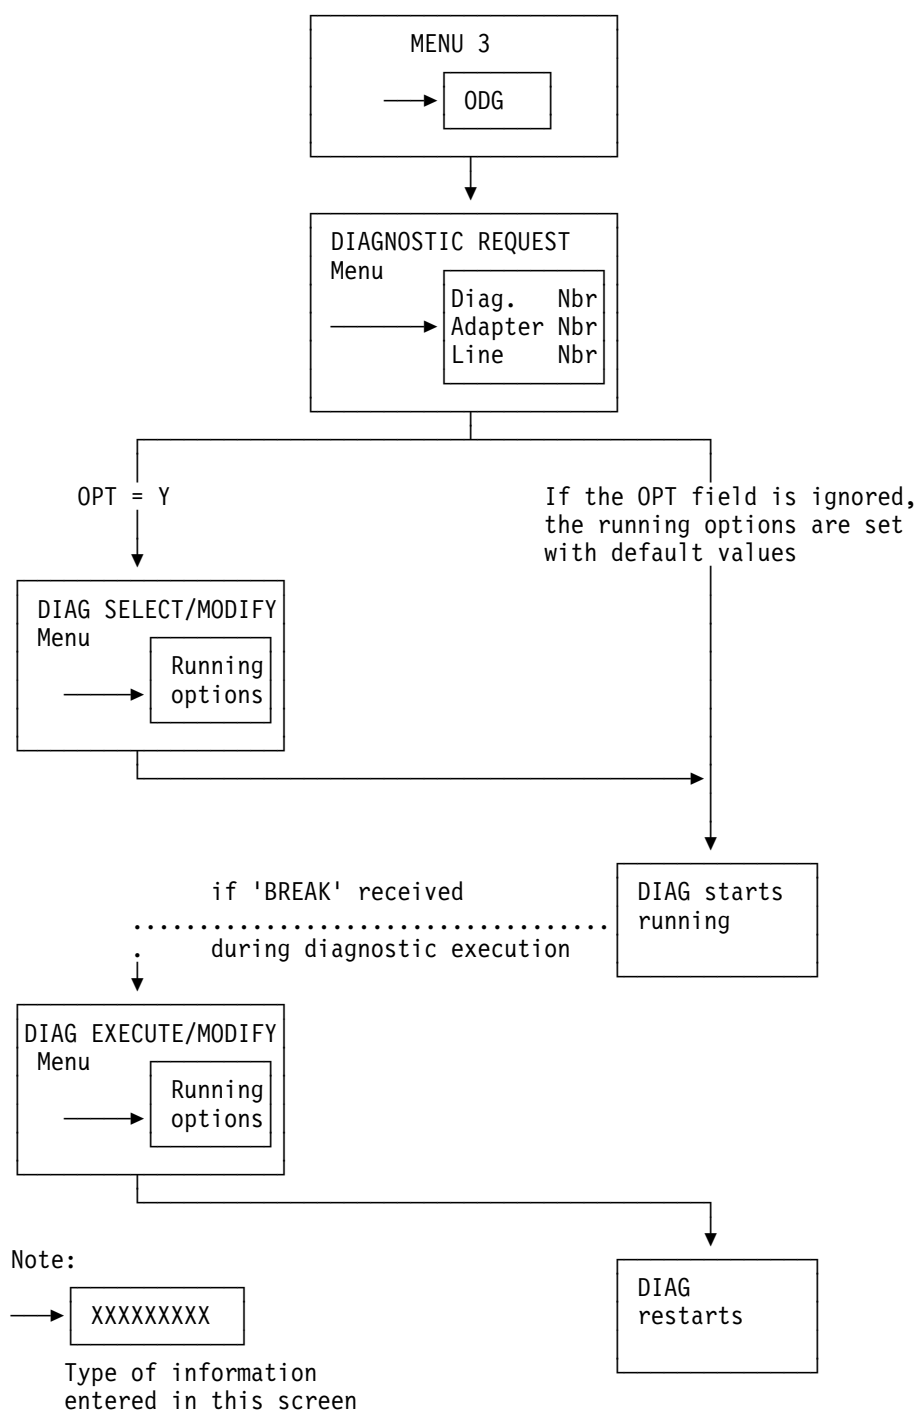 MENU 3
ODG
DIAGNOSTIC REQUEST
Menu
Diag. Nbr
Adapter Nbr
Line Nbr
OPT = Y
If the OPT field is ignored,
the running options are set
with default values
DIAG SELECT/MODIFY
Menu
Running
options
DIAG starts
running
if 'BREAK' received
during diagnostic execution
DIAG EXECUTE/MODIFY
Menu
Running
options
DIAG
restarts
Note:
XXXXXXXXX
Type of information
entered in this screen